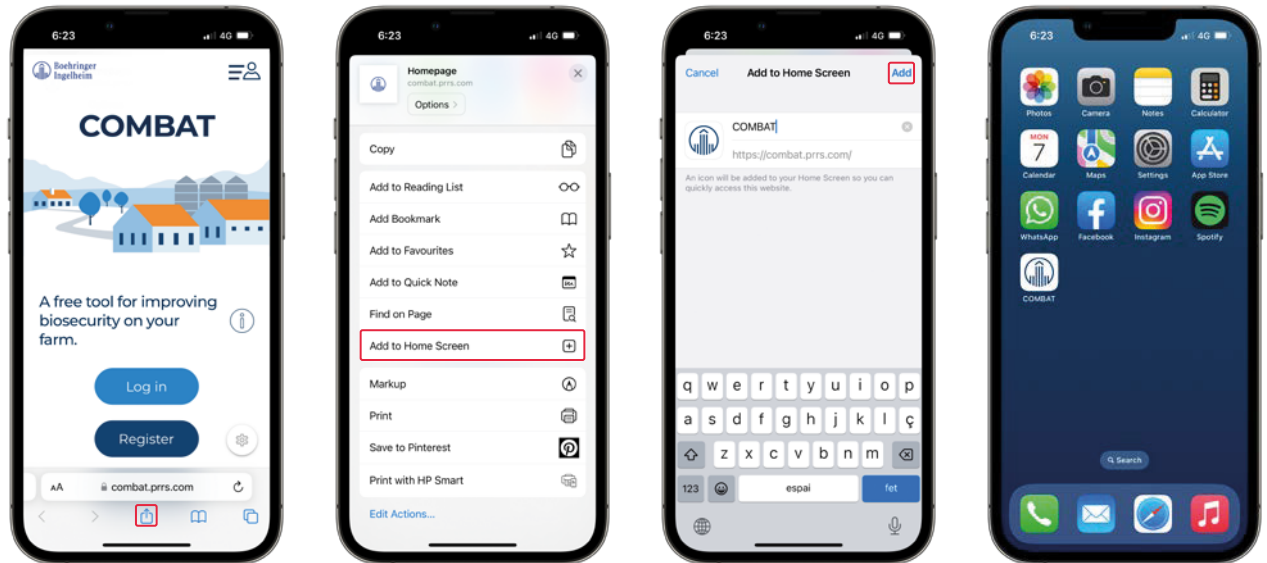 6:23
4G
Boehringer
Ingelheim
COMBAT
A free tool for improving
biosecurity on your
farm.
Log in
Register
AA
combat.prrs.com
6:23
4G
Homepage
combat.prrs.com
Options
Copy
Add to Reading List
Add Bookmark
Add to Favourites
Add to Quick Note
Find on Page
Add to Home Screen
Markup
Print
Save to Pinterest
Print with HP Smart
Edit Actions...
6:23
4G
Cancel Add to Home Screen Add
COMBAT
https://combat.prrs.com/
An icon will be added to your Home Screen so you can
quickly access this website.
q w e r t y u i o p
a s d f g h j k l ç
z x c v b n m
123 espai fet
6:23
4G
Photos Camera Notes Calculator
MON
7
Calendar Maps Settings App Store
WhatsApp Facebook Instagram Spotify
COMBAT
Search